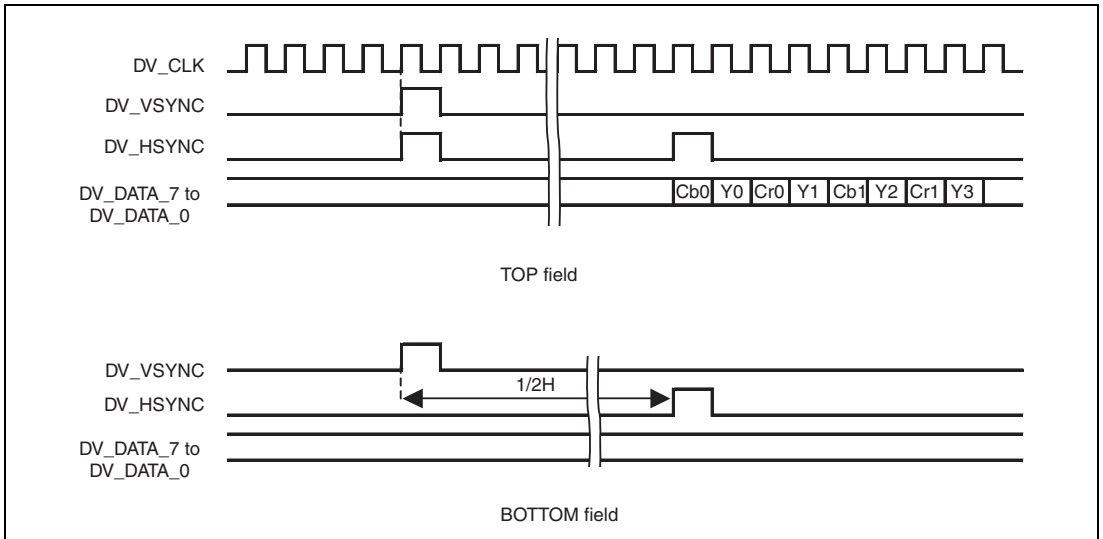 DV_CLK
DV_VSYNC
DV_HSYNC
DV_DATA_7 to
DV_DATA_0
Cb0 Y0 Cr0 Y1 Cb1 Y2 Cr1 Y3
TOP field
DV_VSYNC
1/2H
DV_HSYNC
DV_DATA_7 to
DV_DATA_0
BOTTOM field